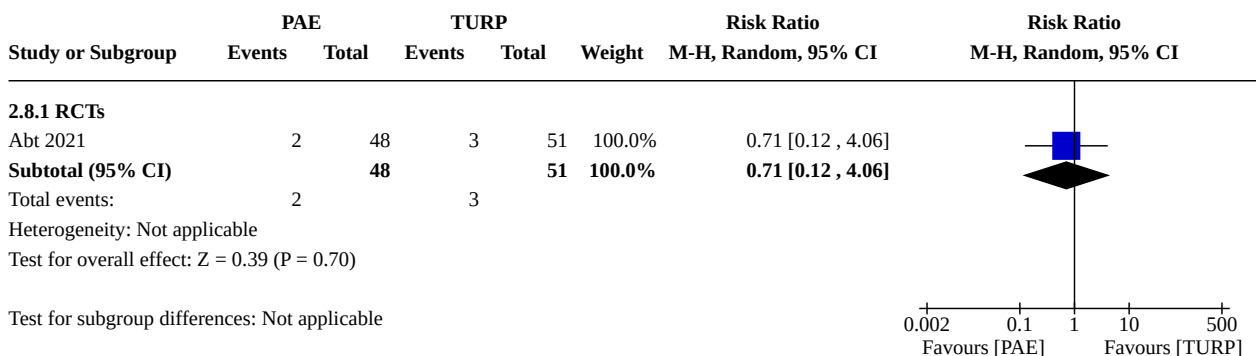 PAE TURP Risk Ratio Risk Ratio
Study or Subgroup Events Total Events Total Weight M-H, Random, 95% CI M-H, Random, 95% CI
2.8.1 RCTs
Abt 2021 2 48 3 51 100.0% 0.71 [0.12 , 4.06]
Subtotal (95% CI) 48 51 100.0% 0.71 [0.12 , 4.06]
Total events: 2 3
Heterogeneity: Not applicable
Test for overall effect: Z = 0.39 (P = 0.70)
Test for subgroup differences: Not applicable
0.002 0.1 1 10 500
Favours [PAE] Favours [TURP]